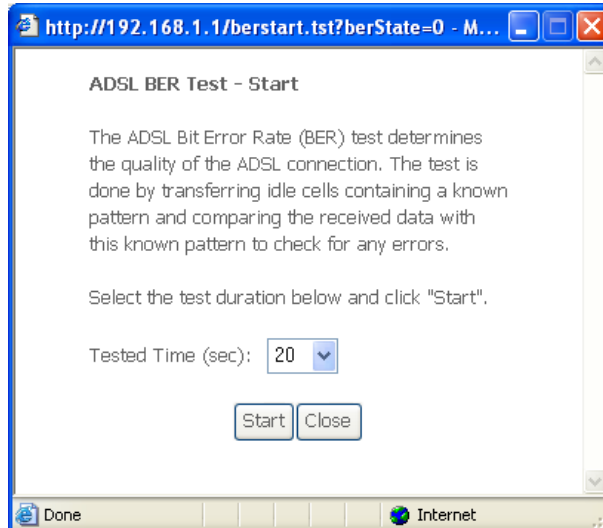 http://192.168.1.1/berstart.tst?berState=0 - M...
ADSL BER Test - Start
The ADSL Bit Error Rate (BER) test determines
the quality of the ADSL connection. The test is
done by transferring idle cells containing a known
pattern and comparing the received data with
this known pattern to check for any errors.
Select the test duration below and click "Start".
Tested Time (sec): 20
Start Close
Done Internet